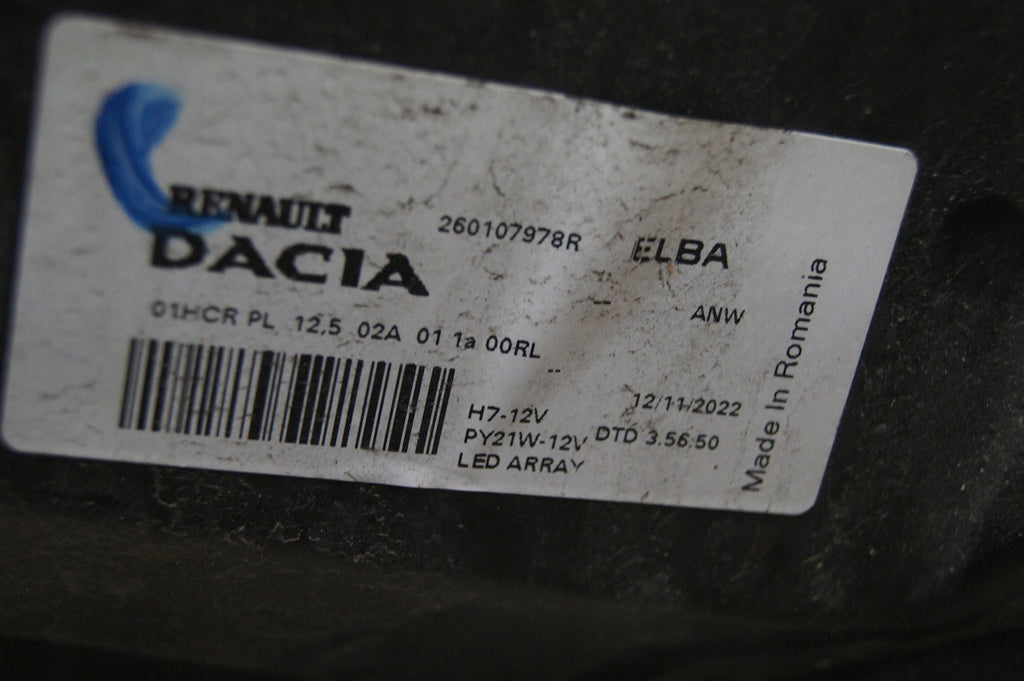 RENAULT
DACIA
260107978R
ELBA
-- ANW
01HCR PL 12,5 02A 01 1a 00RL
--
H7-12V
PY21W-12V
LED ARRAY
12/11/2022
DTD 3.56.50
Made In Romania